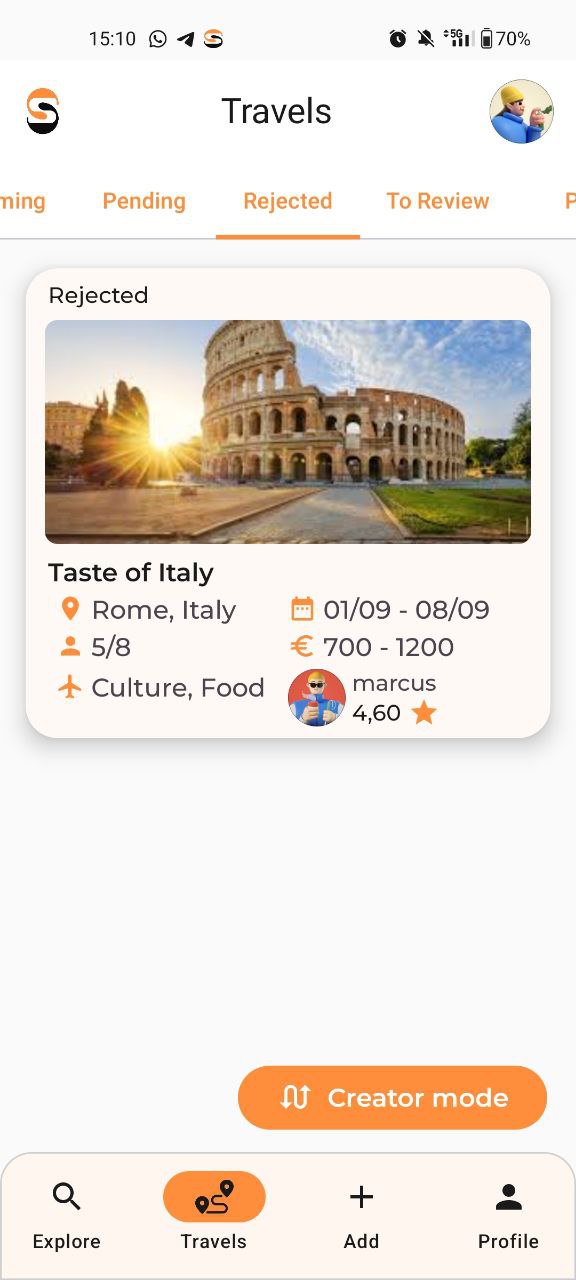 15:10 5G 70%
Travels
ming Pending Rejected To Review P
Rejected
Taste of Italy
Rome, Italy 01/09 - 08/09
5/8 € 700 - 1200
Culture, Food marcus
4,60
Creator mode
Explore Travels Add Profile